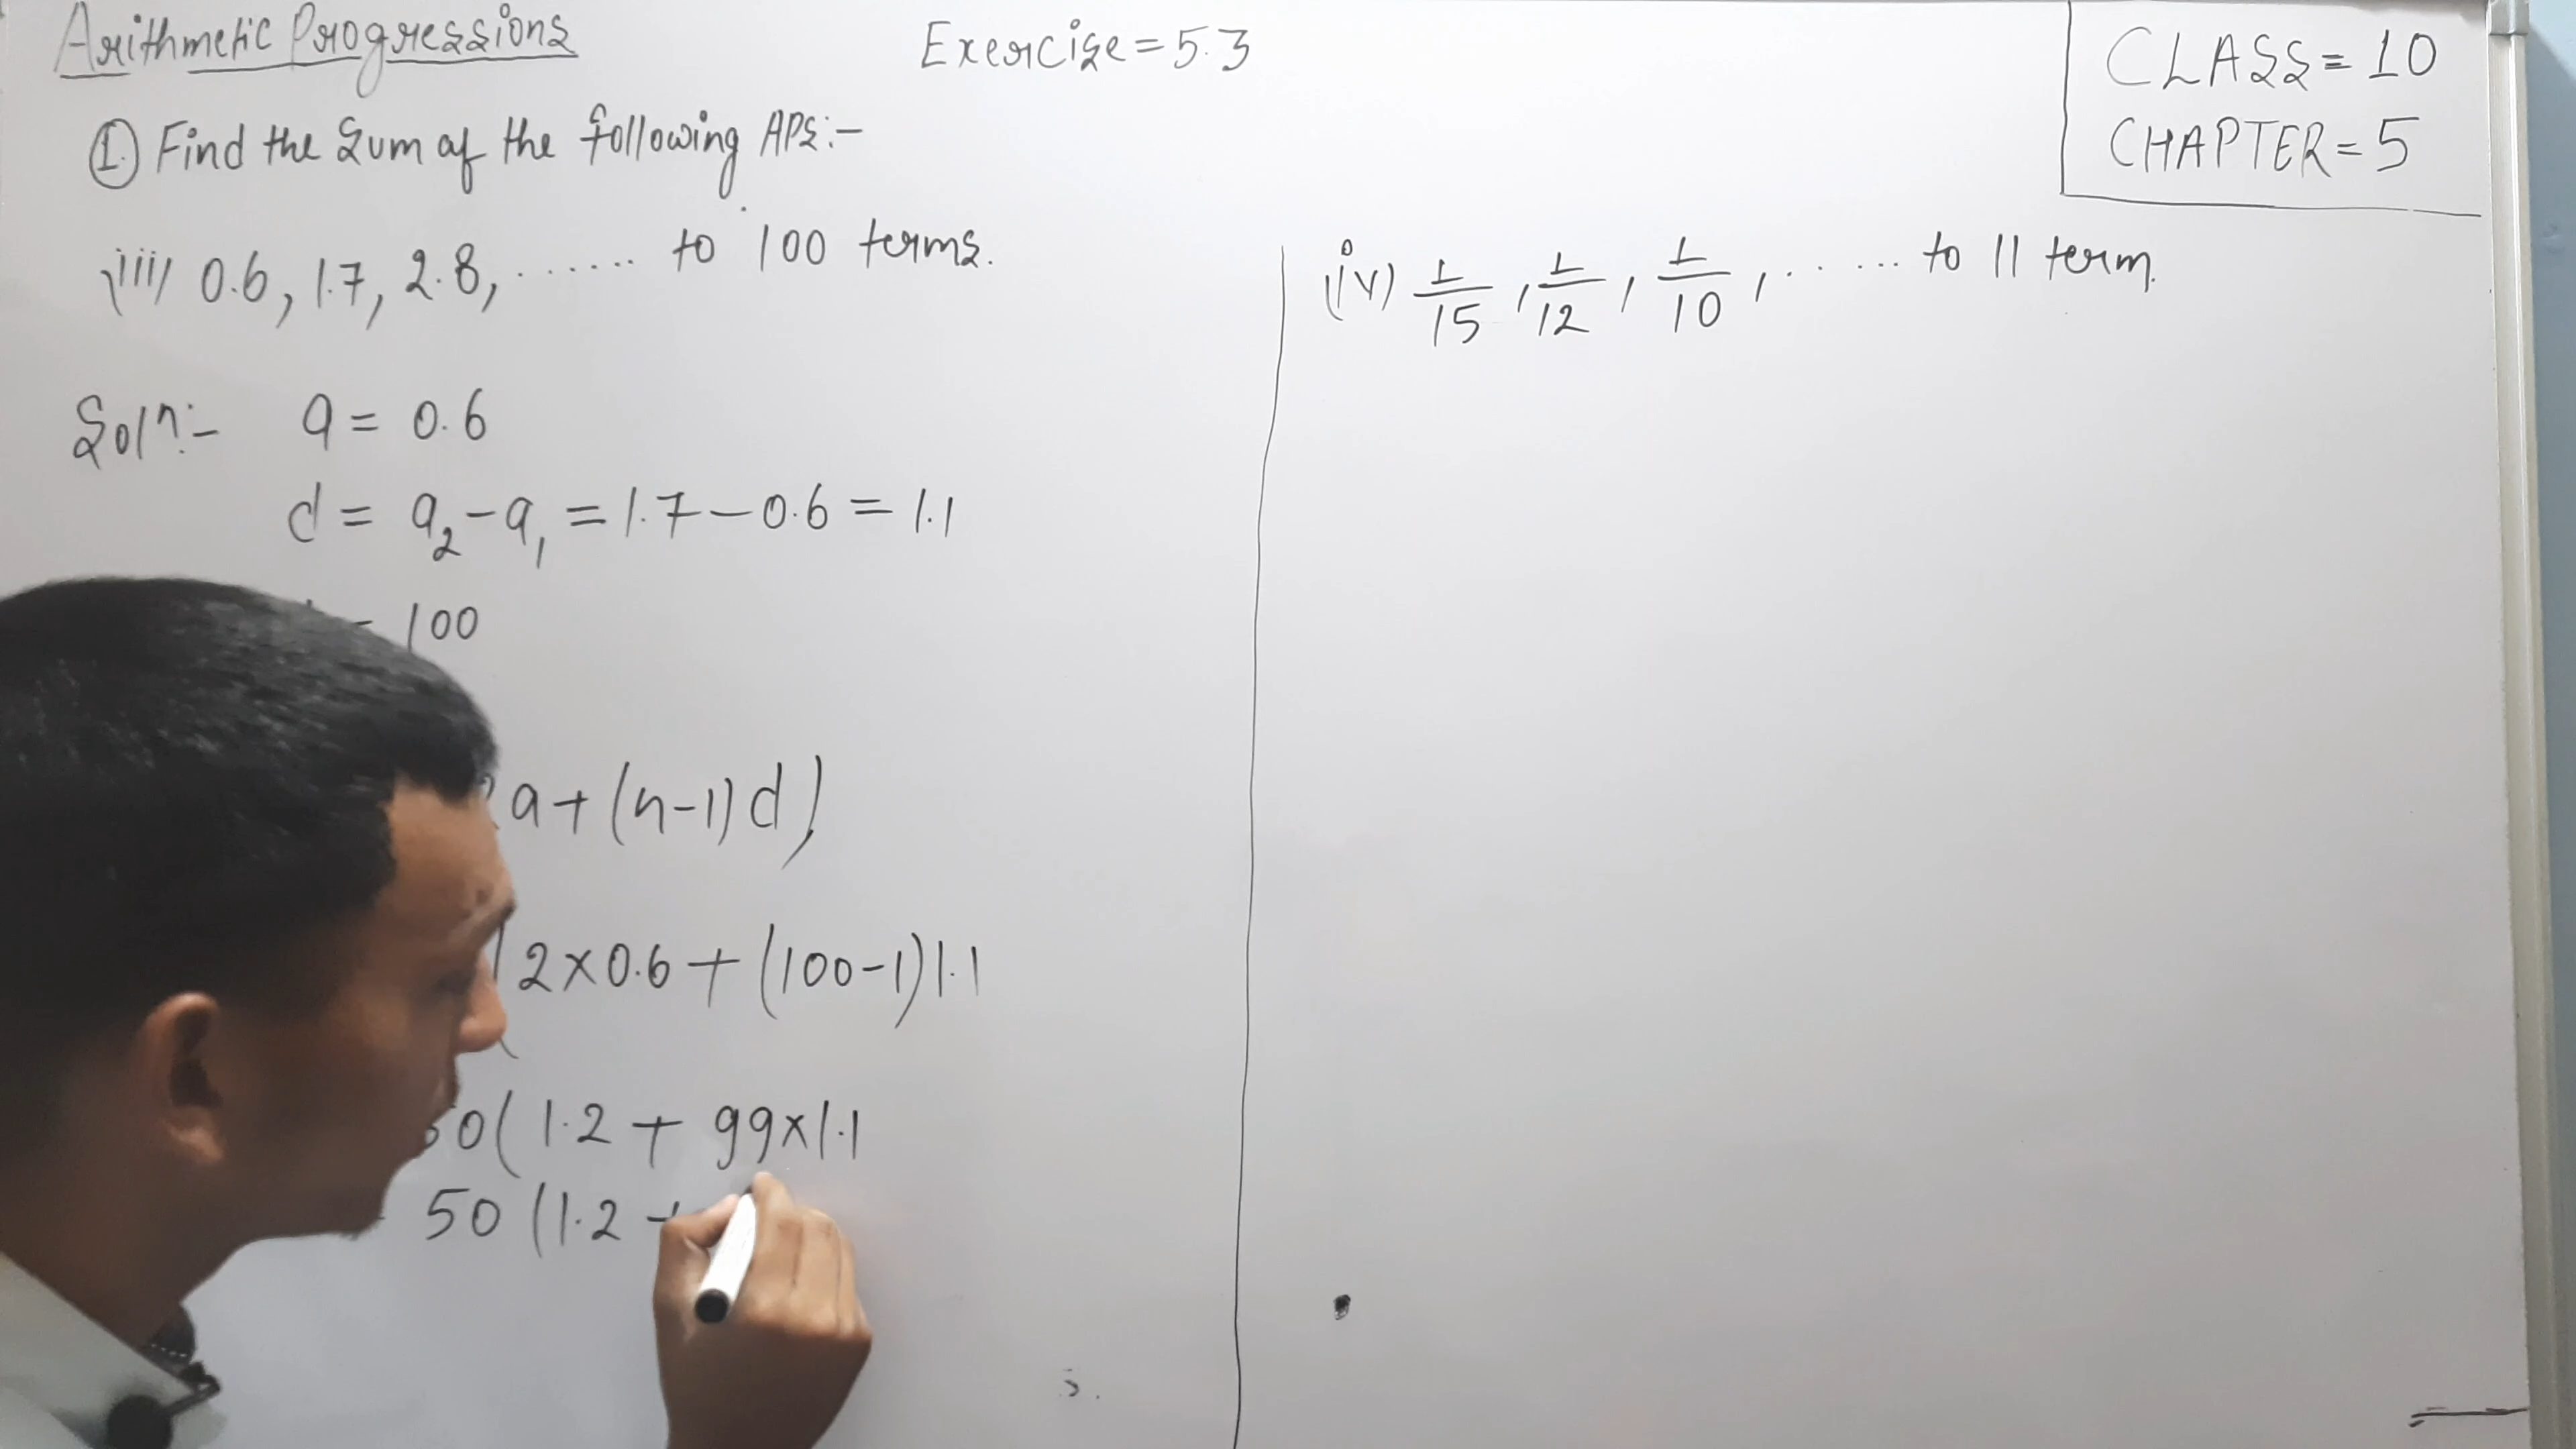 Arithmetic Progressions
Exercise = 5.3
CLASS = 10
CHAPTER = 5
① Find the Sum of the following APs:-
(iii) 0.6, 1.7, 2.8, ...... to 100 terms.
Soln:- a = 0.6
d = a₂ - a₁ = 1.7 - 0.6 = 1.1
= 100
a + (n-1) d)
( 2×0.6 + (100-1) 1.1
50( 1.2 + 99×1.1
50 (1.2 +
(iv) 1/15, 1/12, 1/10, ...... to 11 term.